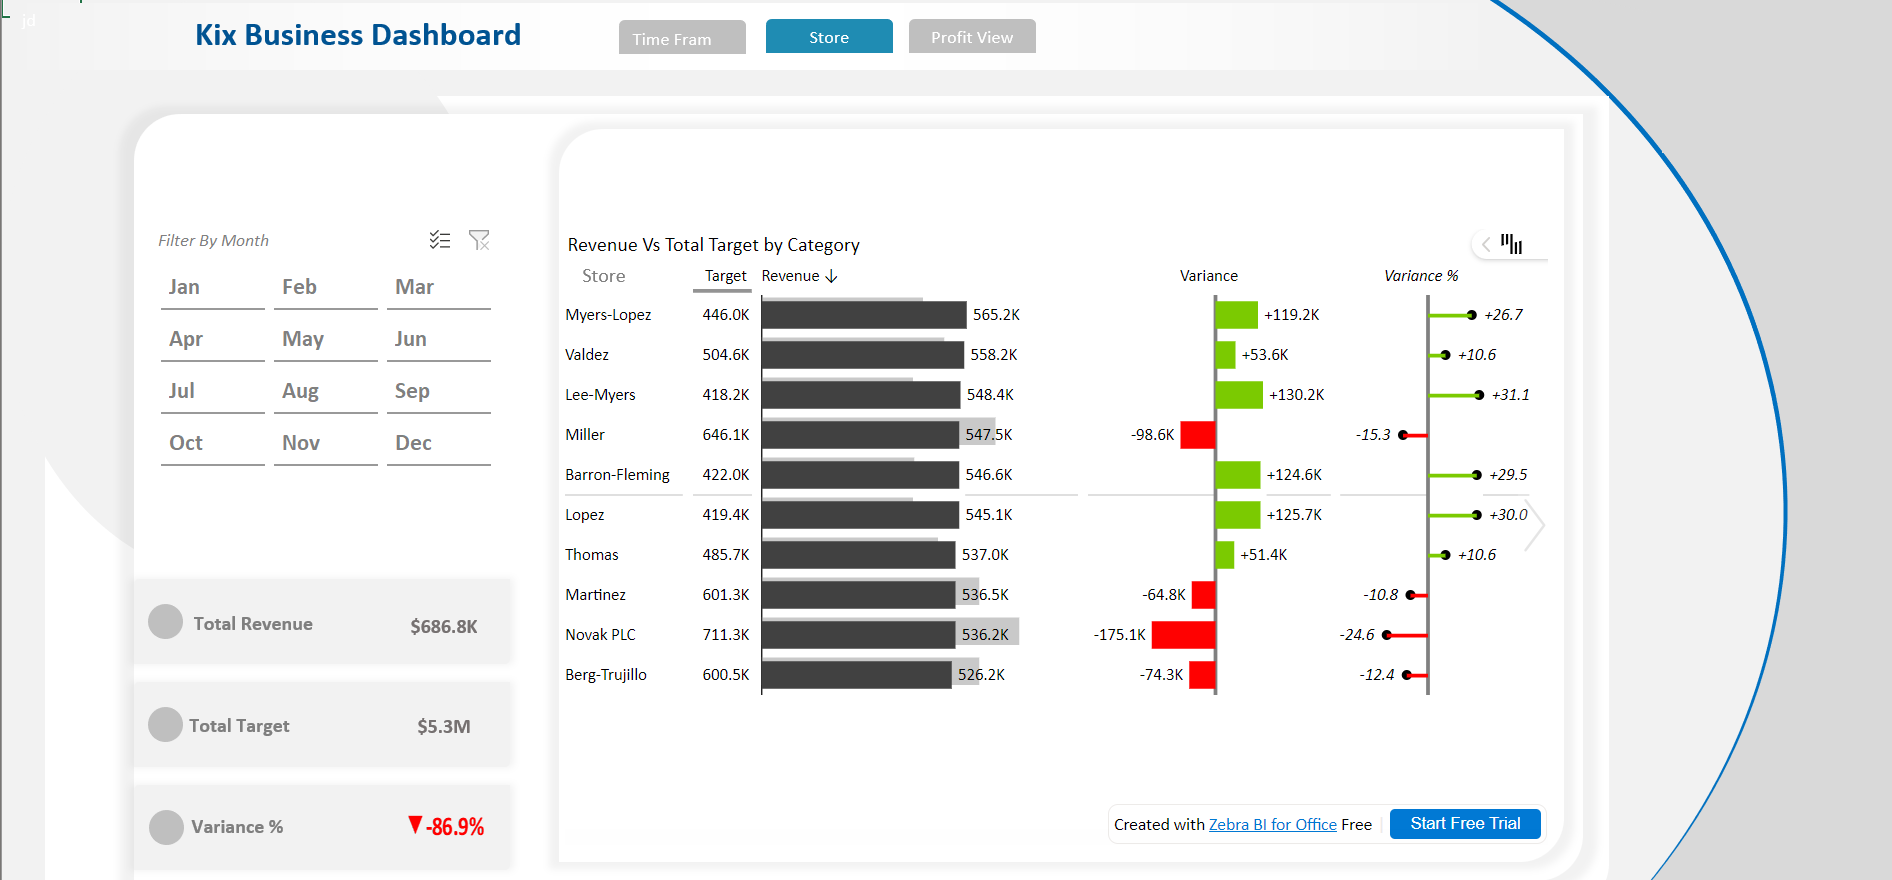 jd
Kix Business Dashboard
Time Fram
Store
Profit View
Filter By Month
Jan Feb Mar
Apr May Jun
Jul Aug Sep
Oct Nov Dec
Total Revenue $686.8K
Total Target $5.3M
Variance % ▼-86.9%
Revenue Vs Total Target by Category
Store Target Revenue ↓ Variance Variance %
Myers-Lopez 446.0K 565.2K +119.2K +26.7
Valdez 504.6K 558.2K +53.6K +10.6
Lee-Myers 418.2K 548.4K +130.2K +31.1
Miller 646.1K 547.5K -98.6K -15.3
Barron-Fleming 422.0K 546.6K +124.6K +29.5
Lopez 419.4K 545.1K +125.7K +30.0
Thomas 485.7K 537.0K +51.4K +10.6
Martinez 601.3K 536.5K -64.8K -10.8
Novak PLC 711.3K 536.2K -175.1K -24.6
Berg-Trujillo 600.5K 526.2K -74.3K -12.4
Created with Zebra BI for Office Free
Start Free Trial